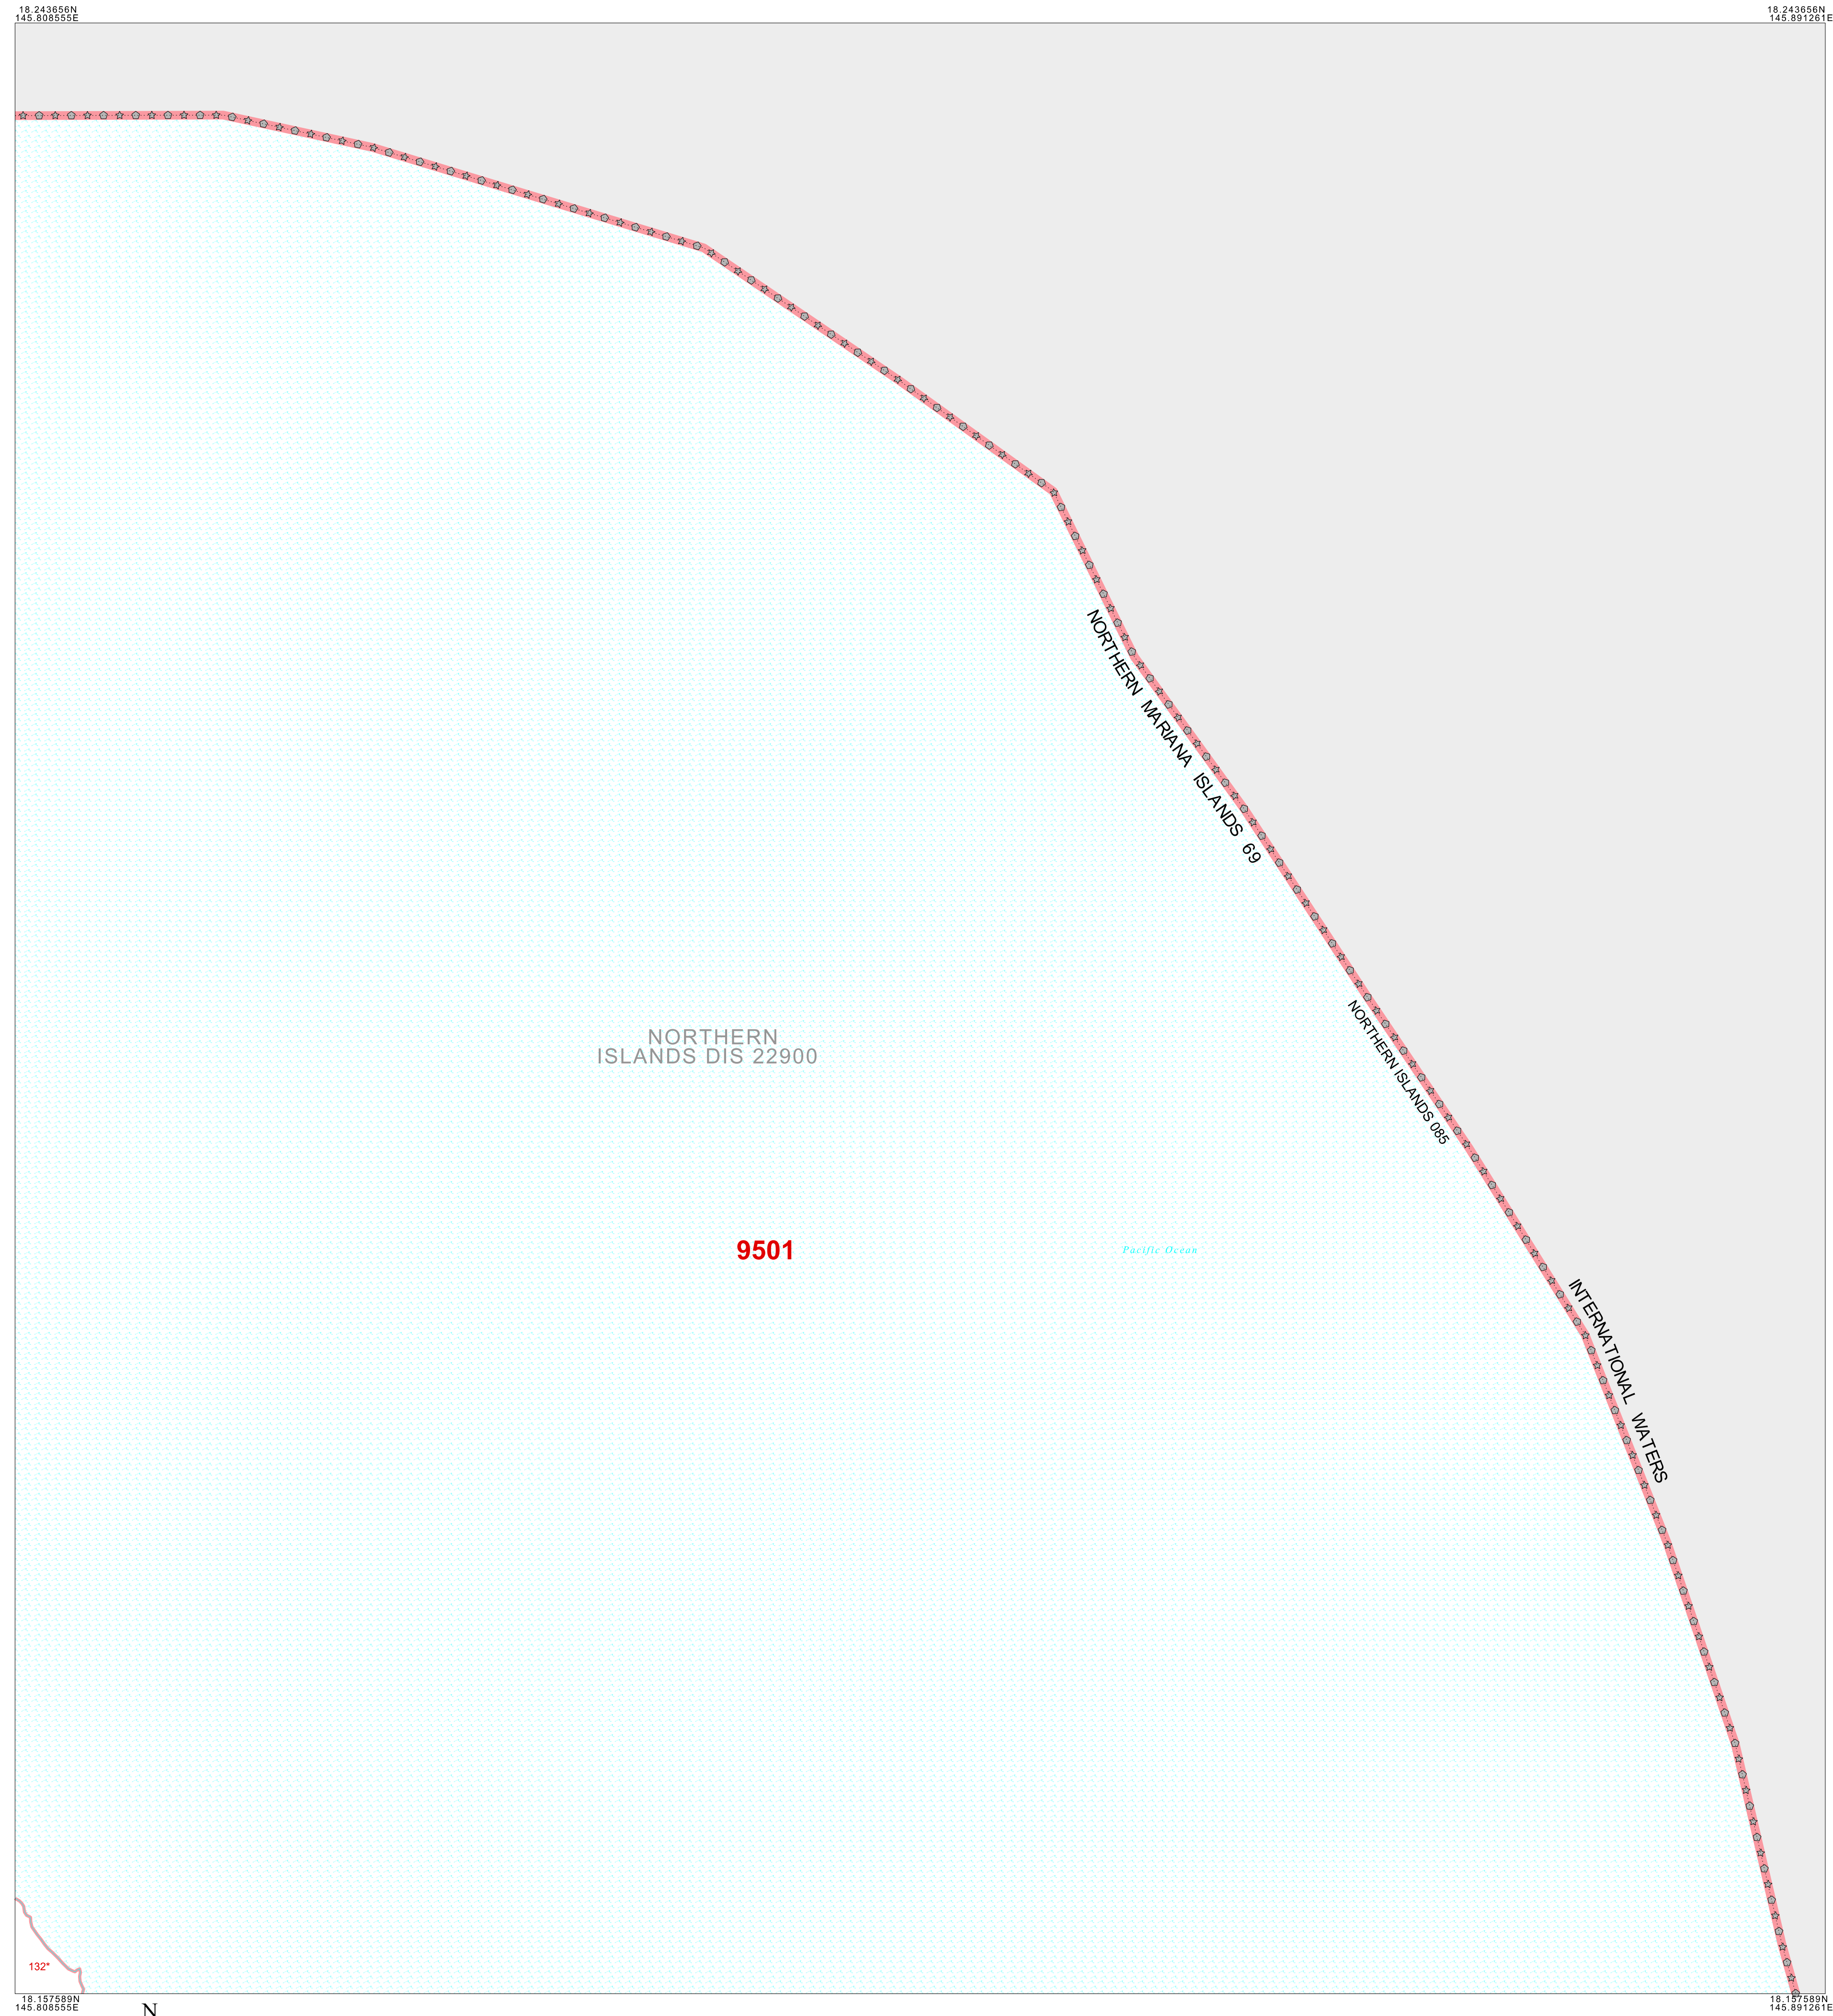 18.243656N
145.808555E
18.243656N
145.891261E
NORTHERN MARIANA ISLANDS 69
NORTHERN
ISLANDS DIS 22900
NORTHERN ISLANDS 085
9501
Pacific Ocean
INTERNATIONAL WATERS
132*
18.157589N
145.808555E
N
18.157589N
145.891261E